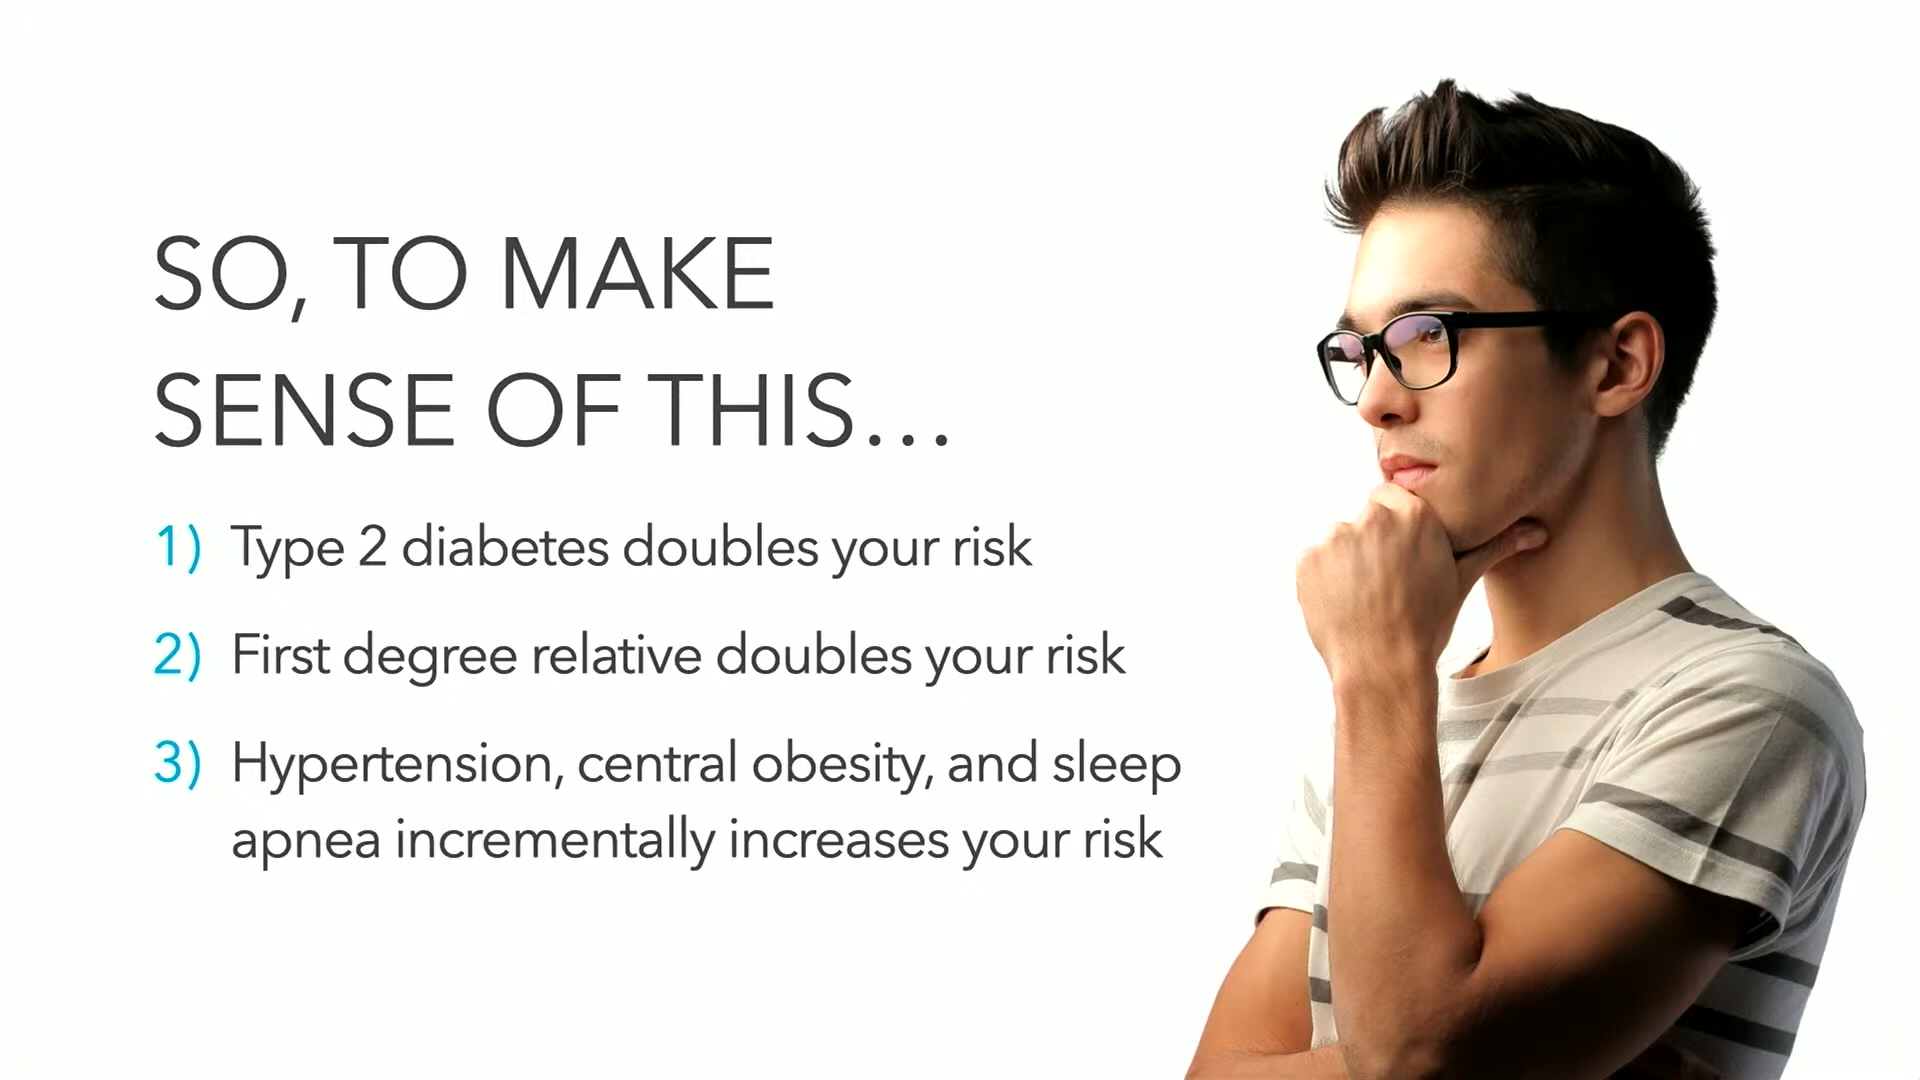 SO, TO MAKE
SENSE OF THIS...
1) Type 2 diabetes doubles your risk
2) First degree relative doubles your risk
3) Hypertension, central obesity, and sleep
apnea incrementally increases your risk